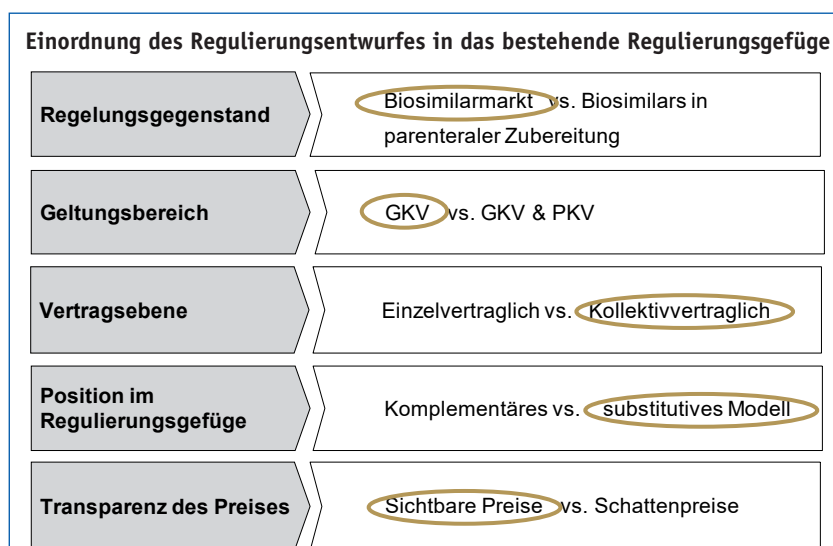 Einordnung des Regulierungsentwurfes in das bestehende Regulierungsgefüge
Regelungsgegenstand
Biosimilarmarkt vs. Biosimilars in
parenteraler Zubereitung
Geltungsbereich
GKV vs. GKV & PKV
Vertragsebene
Einzelvertraglich vs. Kollektivvertraglich
Position im
Regulierungsgefüge
Komplementäres vs. substitutives Modell
Transparenz des Preises
Sichtbare Preise vs. Schattenpreise